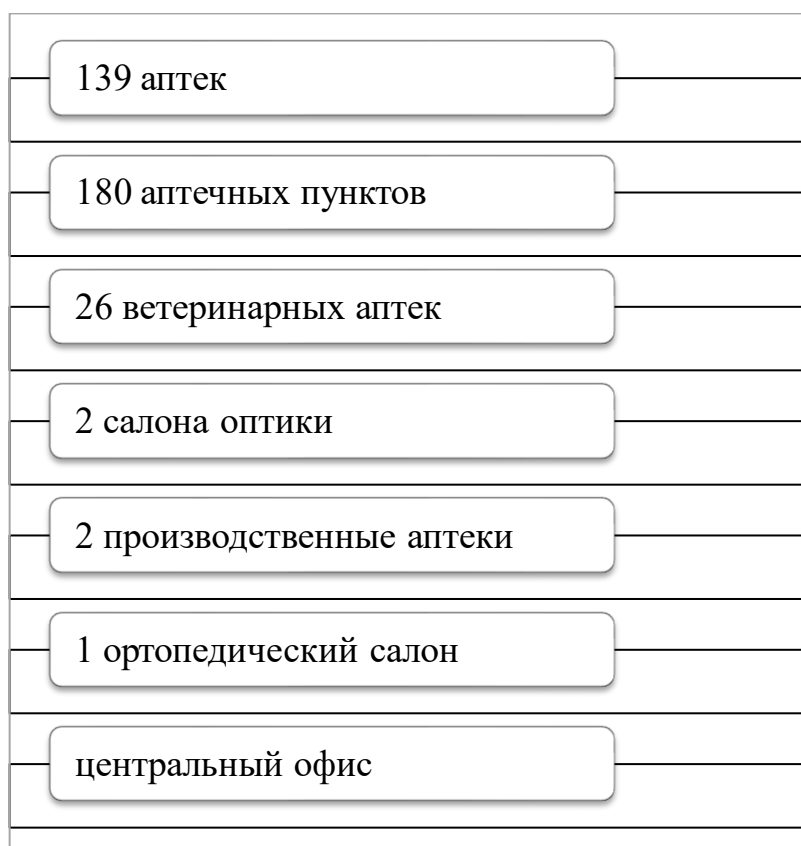 139 аптек
180 аптечных пунктов
26 ветеринарных аптек
2 салона оптики
2 производственные аптеки
1 ортопедический салон
центральный офис